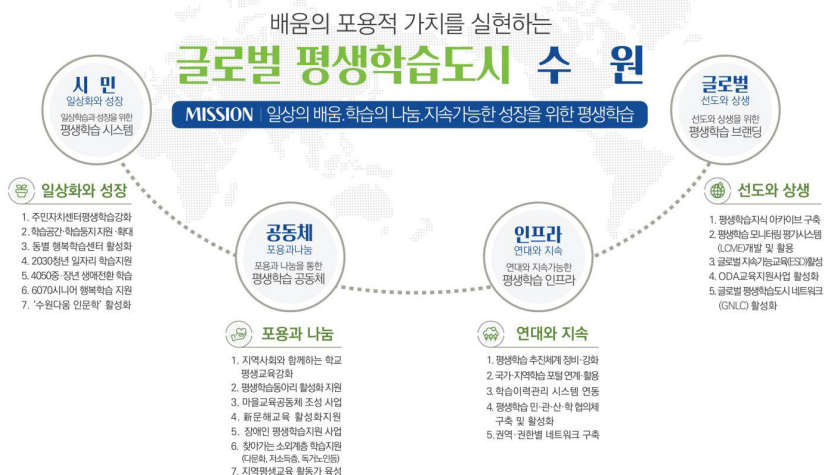 배움의 포용적 가치를 실현하는
글로벌 평생학습도시 수 원
MISSION | 일상의 배움.학습의 나눔.지속가능한 성장을 위한 평생학습
시 민
일상화와 성장
일상학습과 성장을 위한
평생학습 시스템
글로벌
선도와 상생
선도와 상생을 위한
평생학습 브랜딩
공동체
포용과나눔
포용과 나눔을 통한
평생학습 공동체
인프라
연대와 지속
연대와 지속가능한
평생학습 인프라
일상화와 성장
1. 주민자치센터평생학습강화
2. 학습공간·학습동지 지원·확대
3. 동별 행복학습센터 활성화
4. 2030청년 일자리 학습지원
5. 4050중·장년 생애전환 학습
6. 6070시니어 행복학습 지원
7. '수원다움 인문학' 활성화
포용과 나눔
1. 지역사회와 함께하는 학교
평생교육강화
2. 평생학습동아리 활성화 지원
3. 마을교육공동체 조성 사업
4. 新문해교육 활성화지원
5. 장애인 평생학습지원 사업
6. 찾아가는 소외계층 학습지원
(다문화, 저소득층, 독거노인등)
7. 지역평생교육 활동가 육성
연대와 지속
1. 평생학습 추진체계 정비·강화
2. 국가·지역학습 포털 연계·활용
3. 학습이력관리 시스템 연동
4. 평생학습 민·관·산·학 협의체
구축 및 활성화
5. 권역·권한별 네트워크 구축
선도와 상생
1. 평생학습지식 아카이브 구축
2. 평생학습 모니터링 평가시스템
(LCME)개발 및 활용
3. 글로벌 지속가능교육(ESD)활성
4. ODA교육지원사업 활성화
5. 글로벌 평생학습도시 네트워크
(GNLC) 활성화